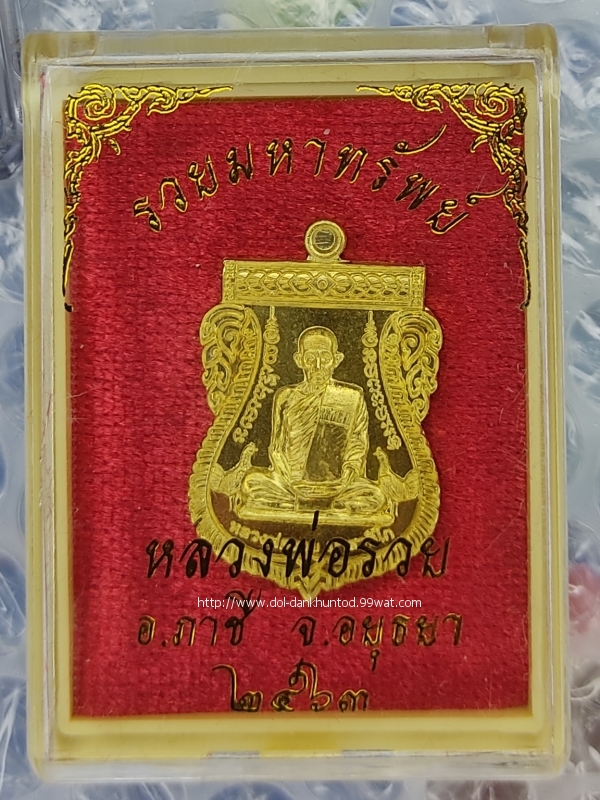 รวยมหาทรัพย์
หลวงพ่อรวย
http://www.dol-dankhuntod.99wat.com
อ.ภาชี จ.อยุธยา
๒๕๖๓